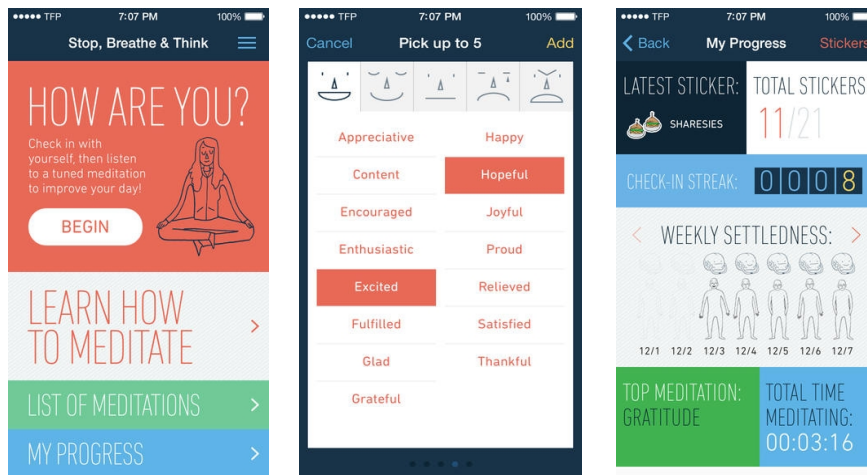 TFP 7:07 PM 100%
Stop, Breathe & Think
HOW ARE YOU?
Check in with
yourself, then listen
to a tuned meditation
to improve your day!
BEGIN
LEARN HOW
TO MEDITATE
LIST OF MEDITATIONS
MY PROGRESS
TFP 7:07 PM 100%
Cancel Pick up to 5 Add
Appreciative Happy
Content Hopeful
Encouraged Joyful
Enthusiastic Proud
Excited Relieved
Fulfilled Satisfied
Glad Thankful
Grateful
TFP 7:07 PM 100%
Back My Progress Stickers
LATEST STICKER: TOTAL STICKERS
SHARESIES 11/21
CHECK-IN STREAK: 0008
WEEKLY SETTLEDNESS:
12/1 12/2 12/3 12/4 12/5 12/6 12/7
TOP MEDITATION:
GRATITUDE
TOTAL TIME
MEDITATING:
00:03:16